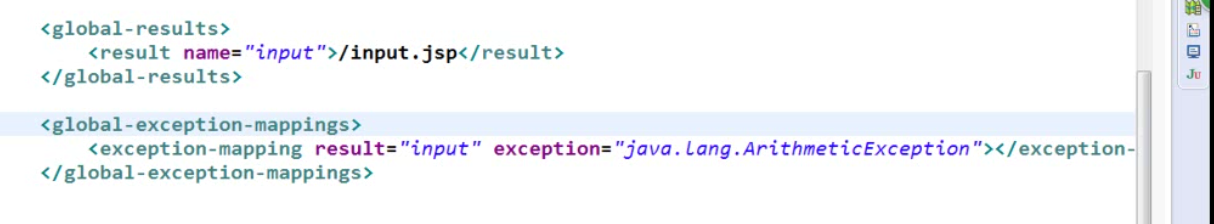 <global-results>
    <result name="input">/input.jsp</result>
</global-results>
<global-exception-mappings>
    <exception-mapping result="input" exception="java.lang.ArithmeticException"></exception-
</global-exception-mappings>
Ju